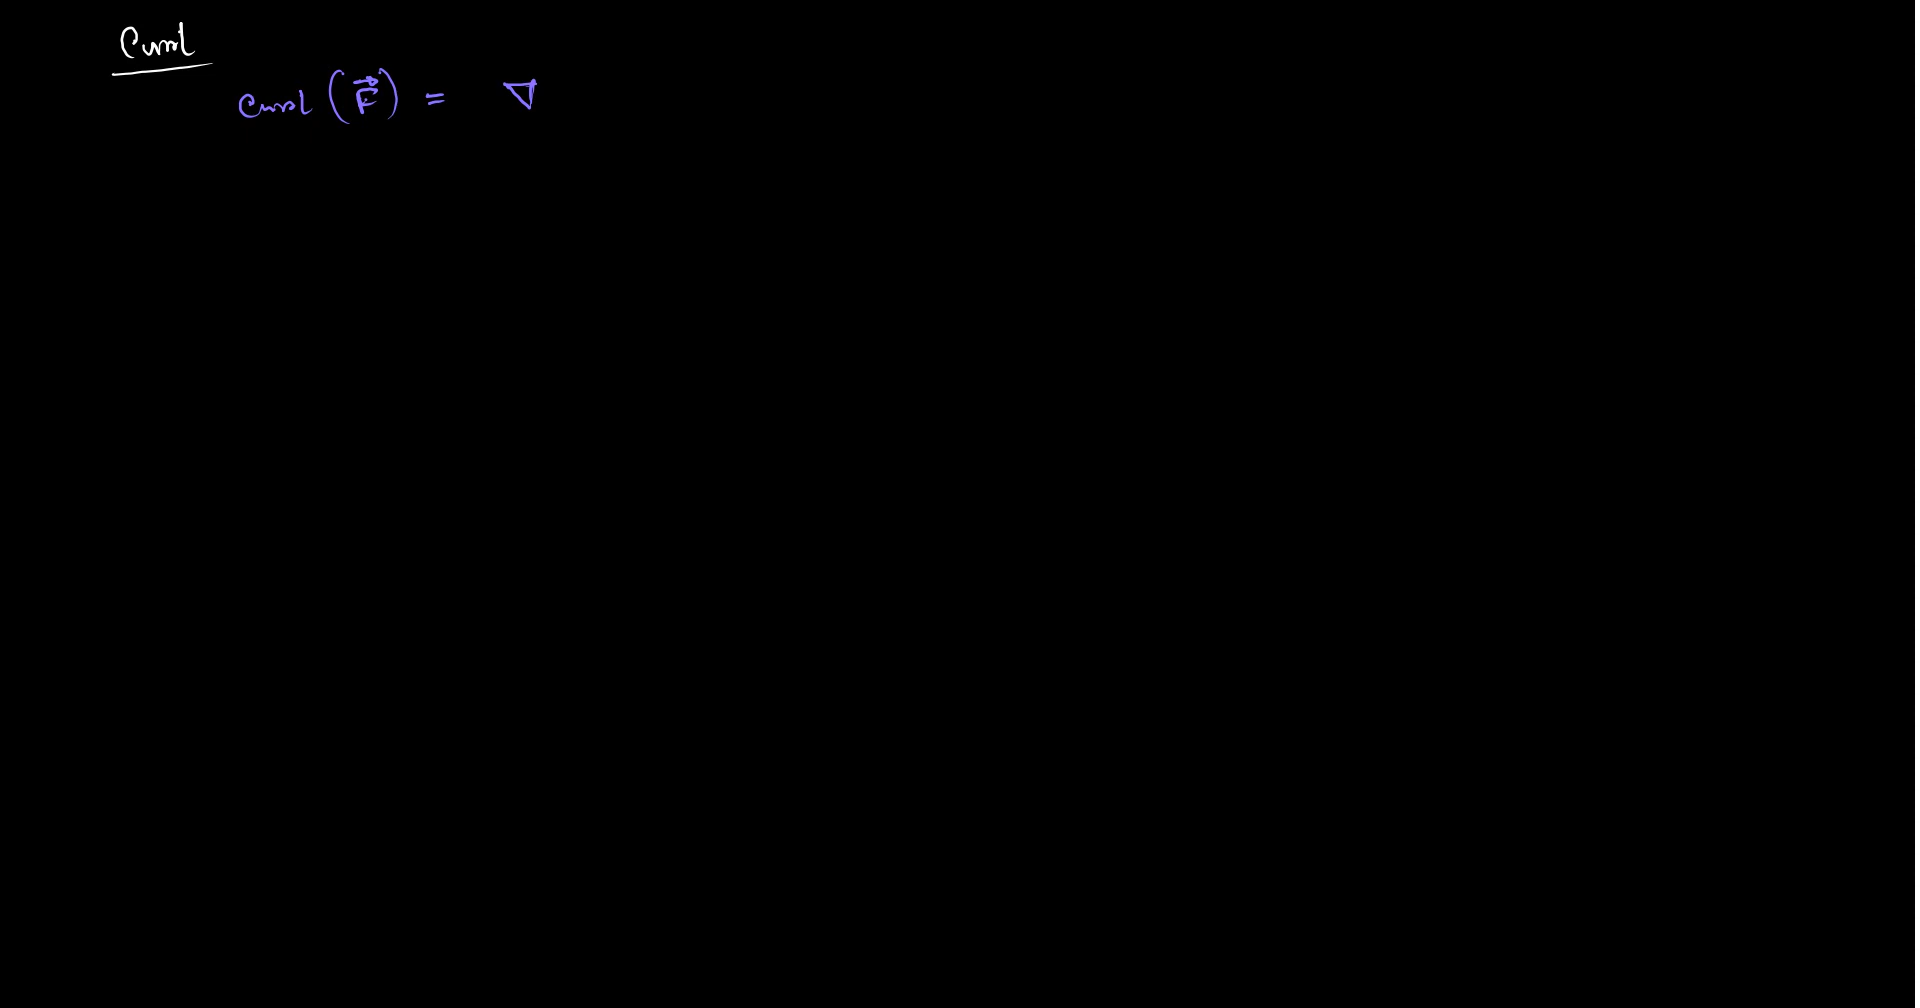 Curl
Curl (F⃗) = ∇